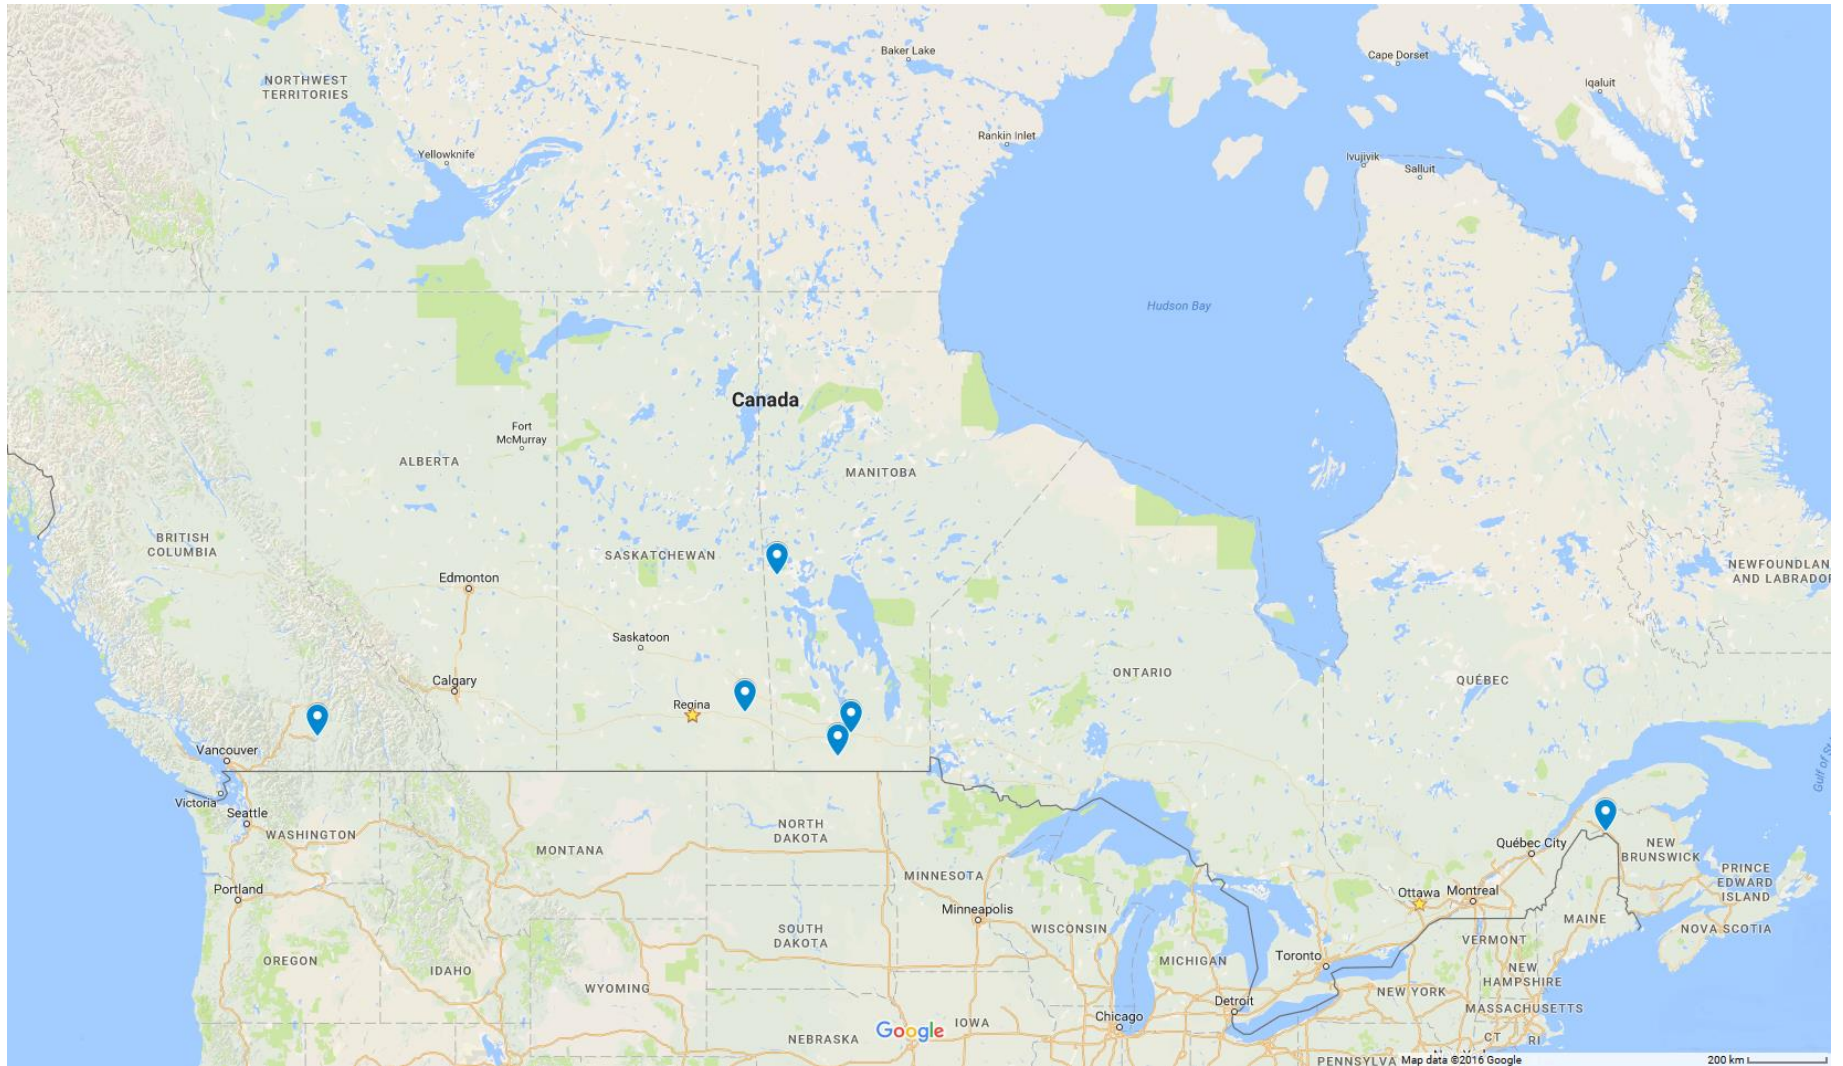 Baker Lake
Cape Dorset
Iqaluit
NORTHWEST
TERRITORIES
Rankin Inlet
Yellowknife
Ivujivik
Salluit
Hudson Bay
Canada
Fort
McMurray
ALBERTA
MANITOBA
BRITISH
COLUMBIA
SASKATCHEWAN
NEWFOUNDLAN
AND LABRADOR
Edmonton
Saskatoon
ONTARIO
QUÉBEC
Calgary
Regina
Vancouver
Gulf of St
Victoria
Seattle
WASHINGTON
NORTH
DAKOTA
MONTANA
Québec City
NEW
BRUNSWICK
PRINCE
EDWARD
ISLAND
MINNESOTA
Portland
Ottawa
Montreal
Minneapolis
MAINE
SOUTH
DAKOTA
WISCONSIN
NOVA SCOTIA
VERMONT
OREGON
IDAHO
MICHIGAN
Toronto
NEW
HAMPSHIRE
WYOMING
NEW YORK
Detroit
MASSACHUSETTS
Chicago
IOWA
Google
NEBRASKA
CT
RI
PENNSYLVA
Map data ©2016 Google
200 km